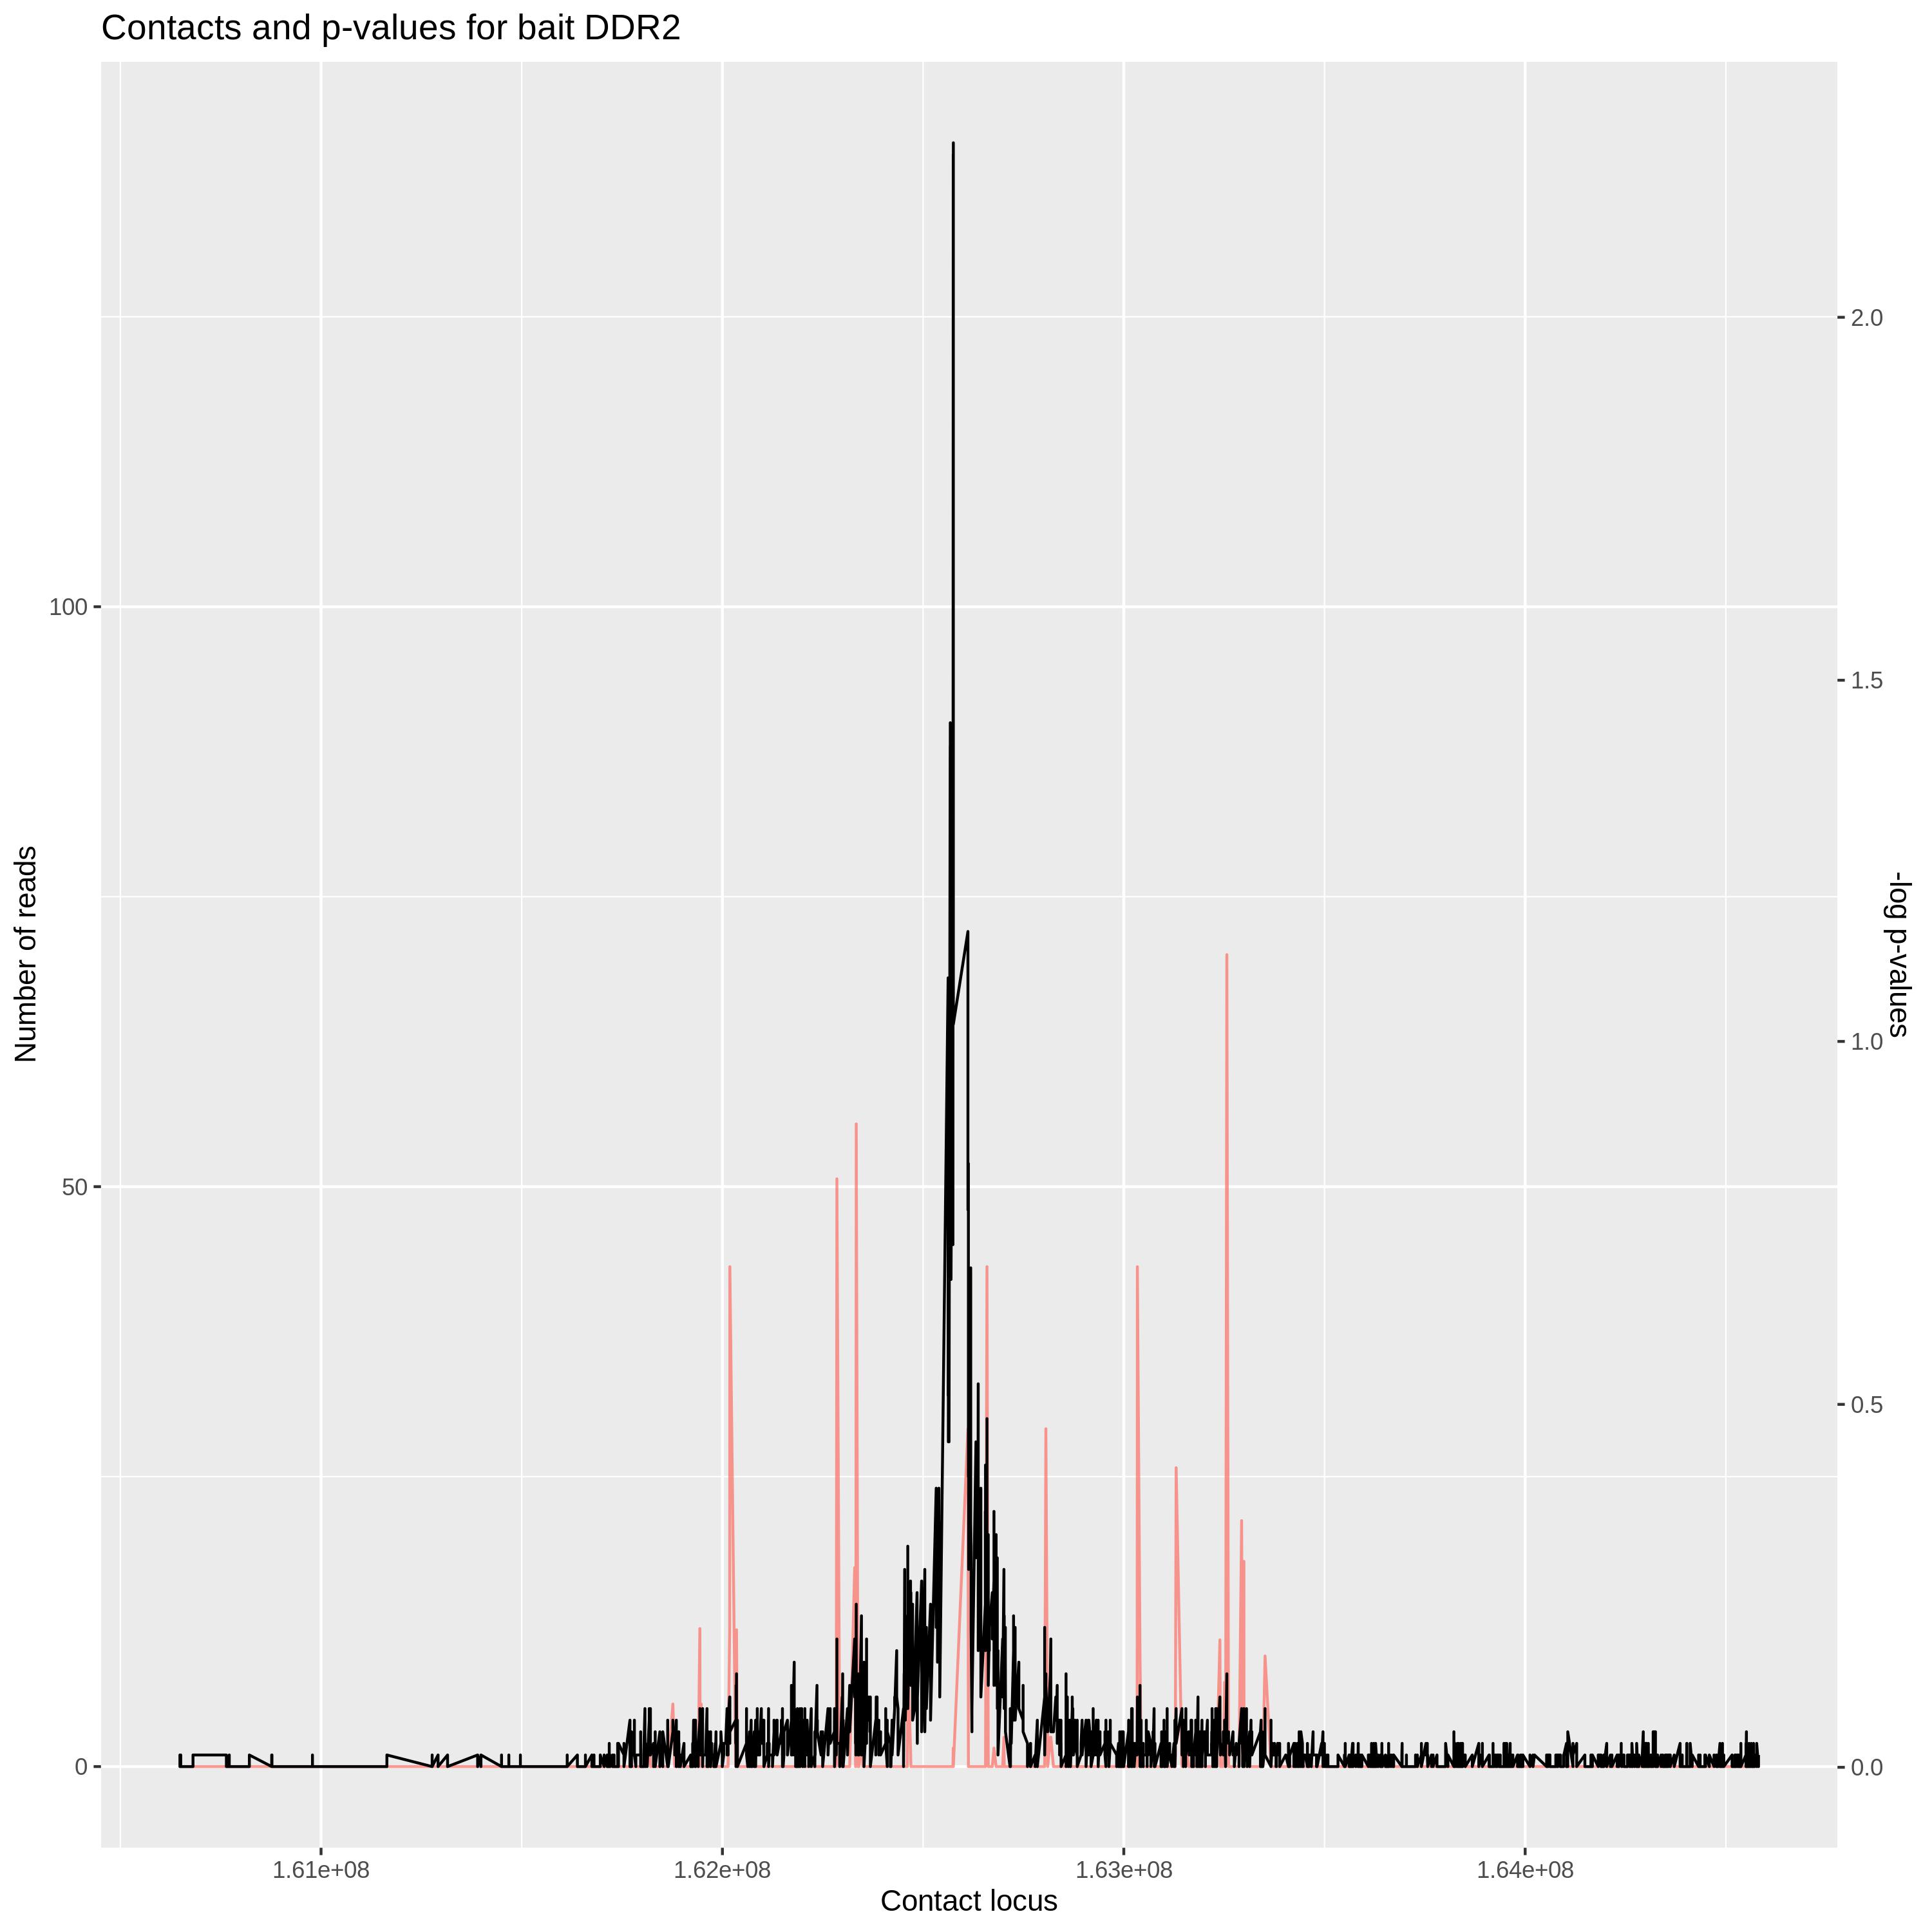 Contacts and p-values for bait DDR2
Number of reads
100
50
0
2.0
1.5
1.0
0.5
0.0
-log p-values
1.61e+08
1.62e+08
1.63e+08
1.64e+08
Contact locus